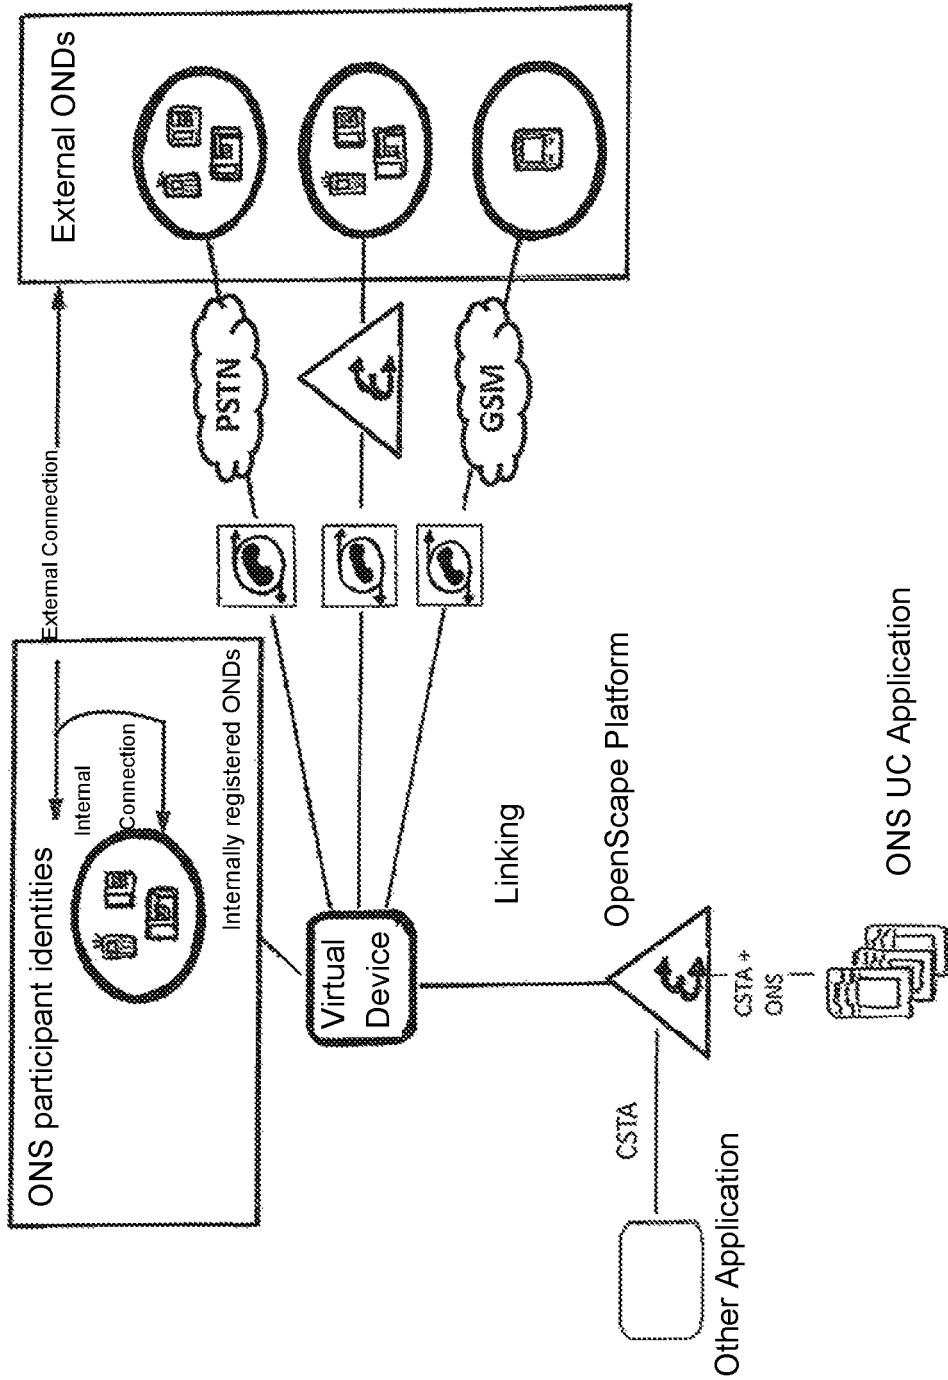 ONS participant identities
Internal
Connection
Internally registered ONDs
External Connection
External ONDs
PSTN
GSM
Virtual
Device
Linking
OpenScape Platform
CSTA
CSTA +
ONS
Other Application
ONS UC Application